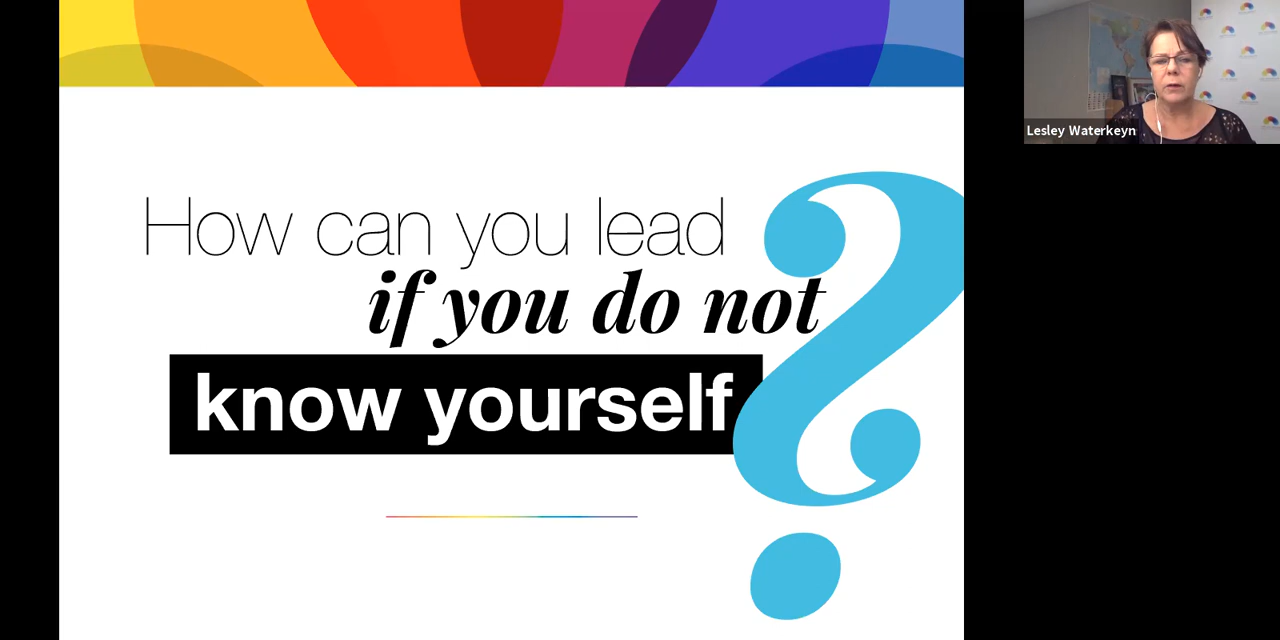 How can you lead
if you do not
know yourself
?
Lesley Waterkeyn